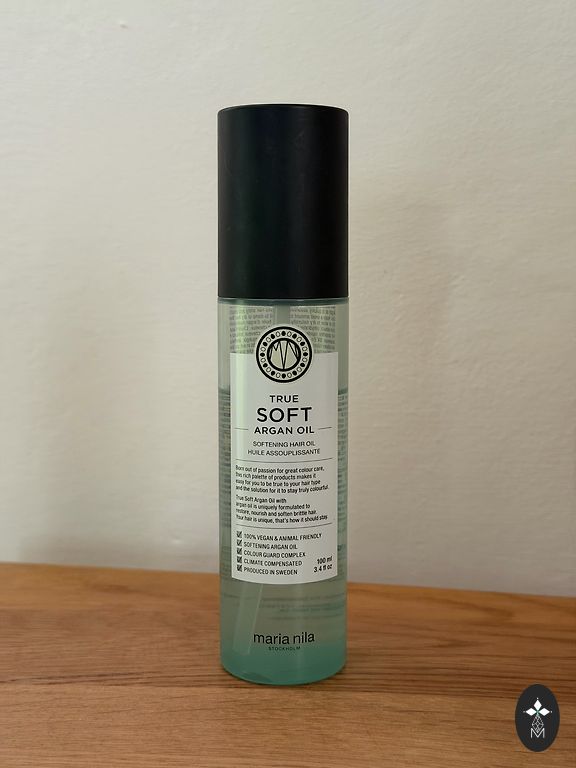 TRUE
SOFT
ARGAN OIL
SOFTENING HAIR OIL
HUILE ASSOUPLISSANTE
Born out of passion for great colour care,
this rich palette of products makes it
easy for you to be true to your hair type
and the solution for it to stay truly colourful.
True Soft Argan Oil with
argan oil is uniquely formulated to
restore, nourish and soften brittle hair.
Your hair is unique, that's how it should stay.
100% VEGAN & ANIMAL FRIENDLY
SOFTENING ARGAN OIL
COLOUR GUARD COMPLEX
CLIMATE COMPENSATED 100 ml
PRODUCED IN SWEDEN 3.4 fl oz
maria nila
STOCKHOLM